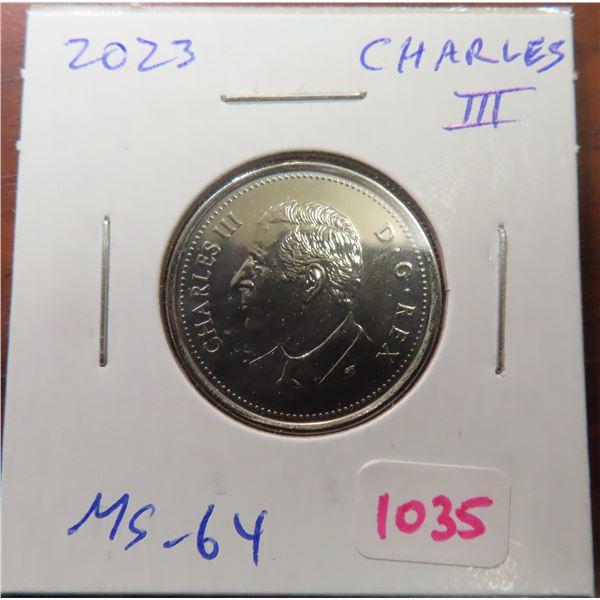 2023 CHARLES
III
CHARLES III D·G·REX
MS-64 1035